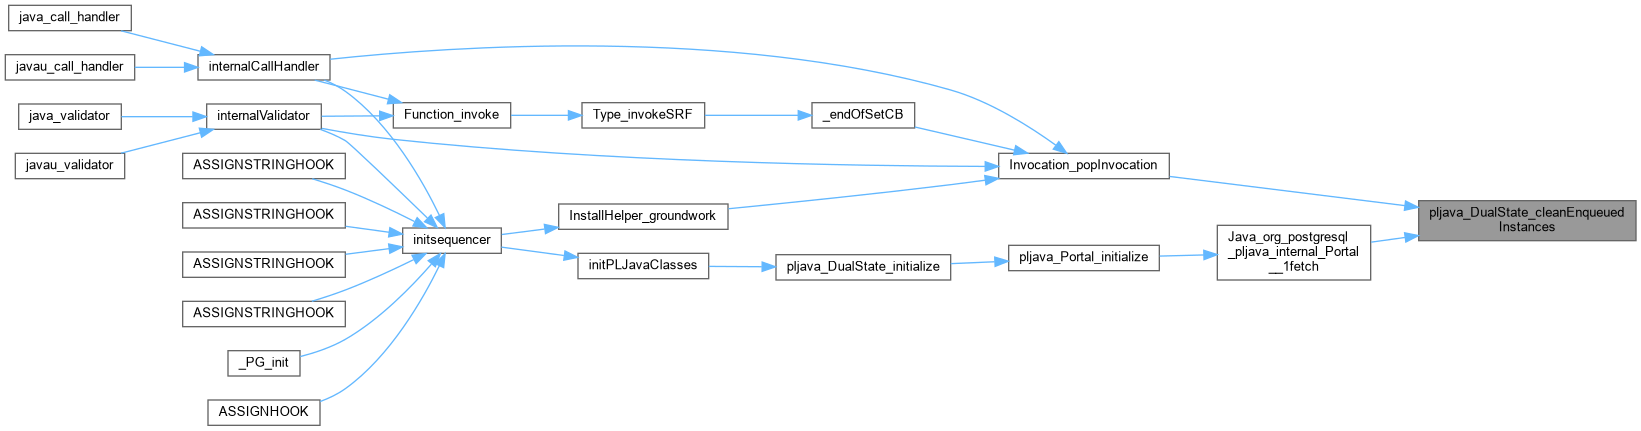 java_call_handler
javau_call_handler
internalCallHandler
java_validator
internalValidator
Function_invoke
Type_invokeSRF
_endOfSetCB
javau_validator
ASSIGNSTRINGHOOK
Invocation_popInvocation
ASSIGNSTRINGHOOK
InstallHelper_groundwork
pljava_DualState_cleanEnqueued
Instances
initsequencer
ASSIGNSTRINGHOOK
initPLJavaClasses
pljava_DualState_initialize
pljava_Portal_initialize
Java_org_postgresql
_pljava_internal_Portal
__1fetch
ASSIGNSTRINGHOOK
_PG_init
ASSIGNHOOK